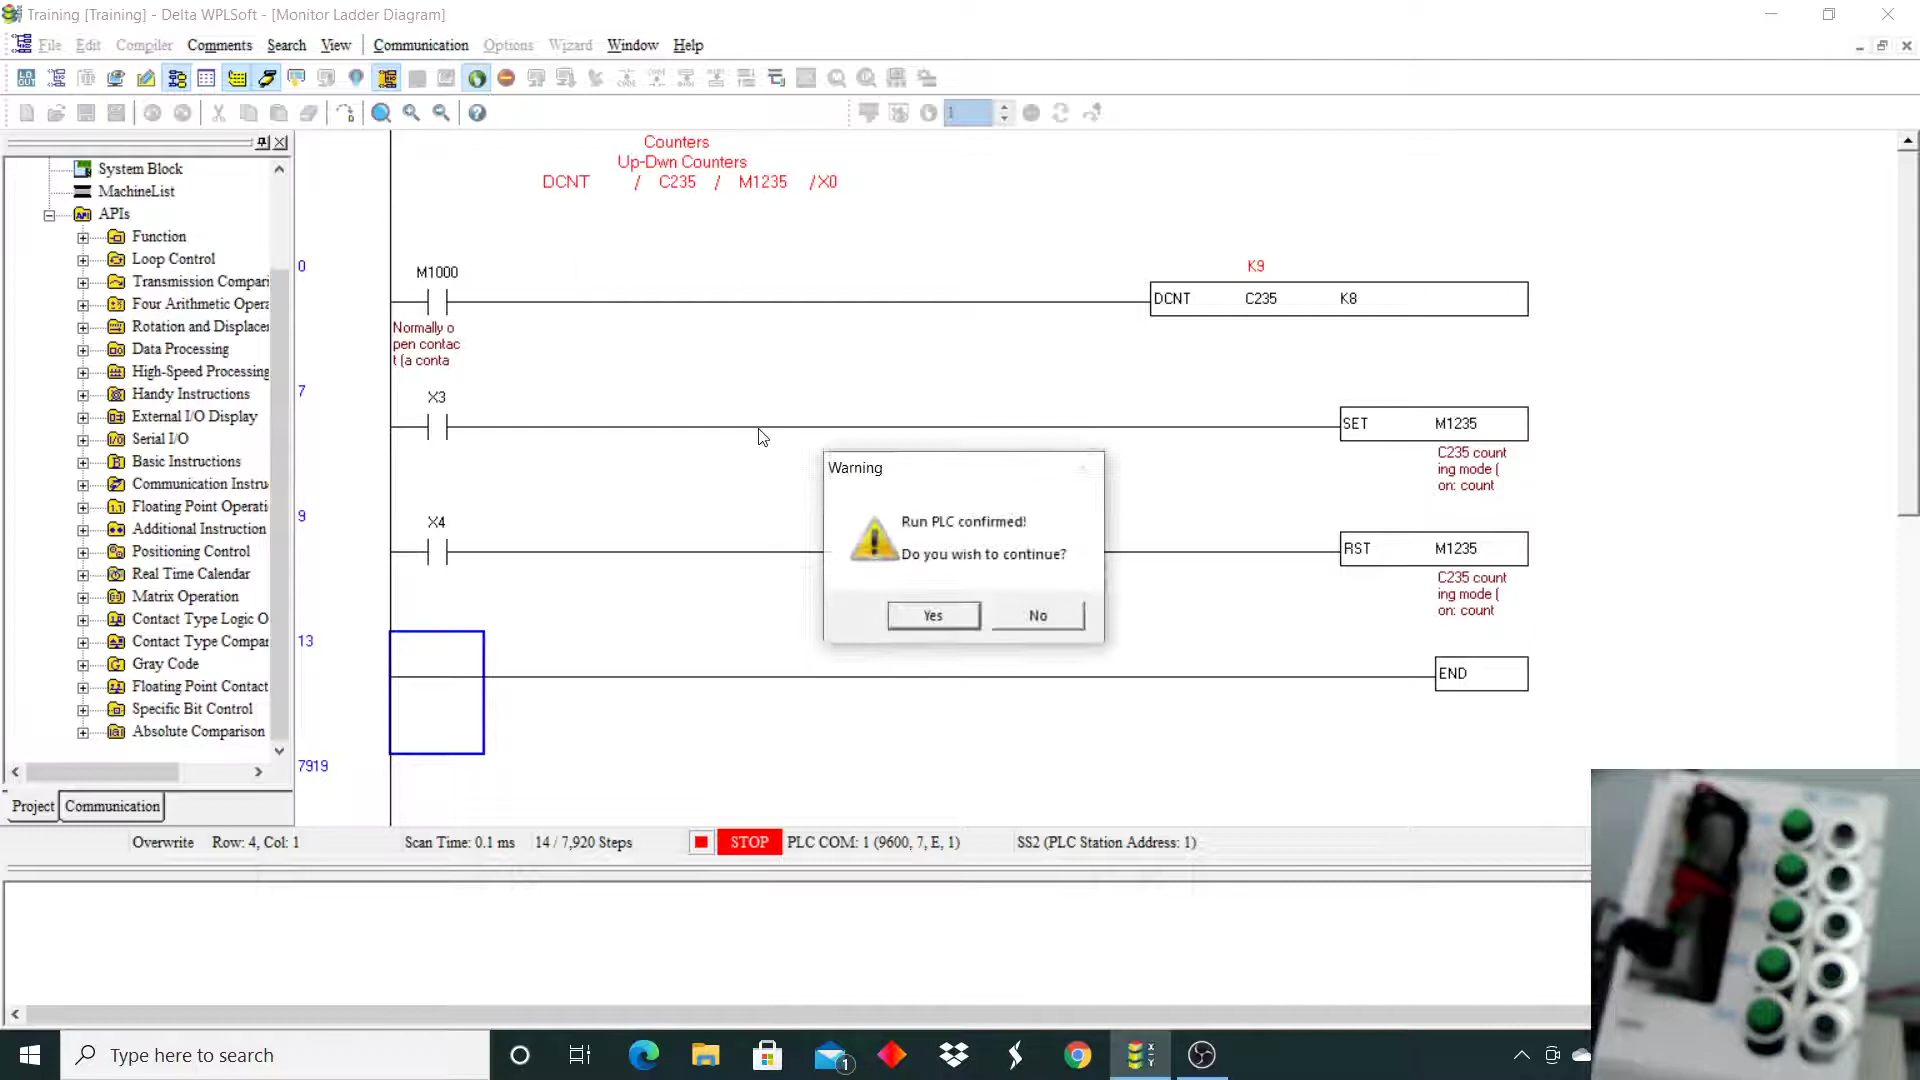 Training [Training] - Delta WPLSoft - [Monitor Ladder Diagram]
File Edit Compiler Comments Search View Communication Options Wizard Window Help
1
System Block
MachineList
APIs
Function
Loop Control
Transmission Compari
Four Arithmetic Opera
Rotation and Displacer
Data Processing
High-Speed Processing
Handy Instructions
External I/O Display
Serial I/O
Basic Instructions
Communication Instru
Floating Point Operati
Additional Instruction
Positioning Control
Real Time Calendar
Matrix Operation
Contact Type Logic O
Contact Type Compar
Gray Code
Floating Point Contact
Specific Bit Control
Absolute Comparison
Project Communication
Counters
Up-Dwn Counters
DCNT / C235 / M1235 /X0
0
M1000
K9
DCNT C235 K8
Normally o
pen contac
t (a conta
7
X3
SET M1235
C235 count
ing mode (
on: count
9
X4
RST M1235
C235 count
ing mode (
on: count
13
END
7919
Warning
Run PLC confirmed!
Do you wish to continue?
Yes No
Overwrite Row: 4, Col: 1 Scan Time: 0.1 ms 14 / 7,920 Steps STOP PLC COM: 1 (9600, 7, E, 1) SS2 (PLC Station Address: 1)
Type here to search
1